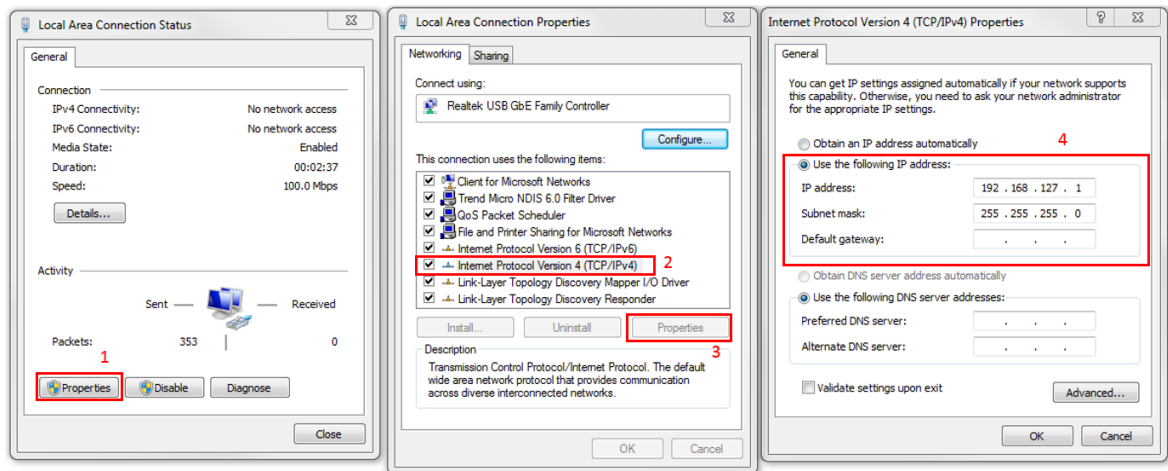 Local Area Connection Status
General
Connection
IPv4 Connectivity: No network access
IPv6 Connectivity: No network access
Media State: Enabled
Duration: 00:02:37
Speed: 100.0 Mbps
Details...
Activity
Sent Received
Packets: 353 0
1
Properties Disable Diagnose
Close
Local Area Connection Properties
Networking Sharing
Connect using:
Realtek USB GbE Family Controller
Configure...
This connection uses the following items:
Client for Microsoft Networks
Trend Micro NDIS 6.0 Filter Driver
QoS Packet Scheduler
File and Printer Sharing for Microsoft Networks
Internet Protocol Version 6 (TCP/IPv6)
Internet Protocol Version 4 (TCP/IPv4) 2
Link-Layer Topology Discovery Mapper I/O Driver
Link-Layer Topology Discovery Responder
Install... Uninstall Properties
3
Description
Transmission Control Protocol/Internet Protocol. The default
wide area network protocol that provides communication
across diverse interconnected networks.
OK Cancel
Internet Protocol Version 4 (TCP/IPv4) Properties
General
You can get IP settings assigned automatically if your network supports
this capability. Otherwise, you need to ask your network administrator
for the appropriate IP settings.
Obtain an IP address automatically
4
Use the following IP address:
IP address: 192 . 168 . 127 . 1
Subnet mask: 255 . 255 . 255 . 0
Default gateway: . . .
Obtain DNS server address automatically
Use the following DNS server addresses:
Preferred DNS server: . . .
Alternate DNS server: . . .
Validate settings upon exit
Advanced...
OK Cancel